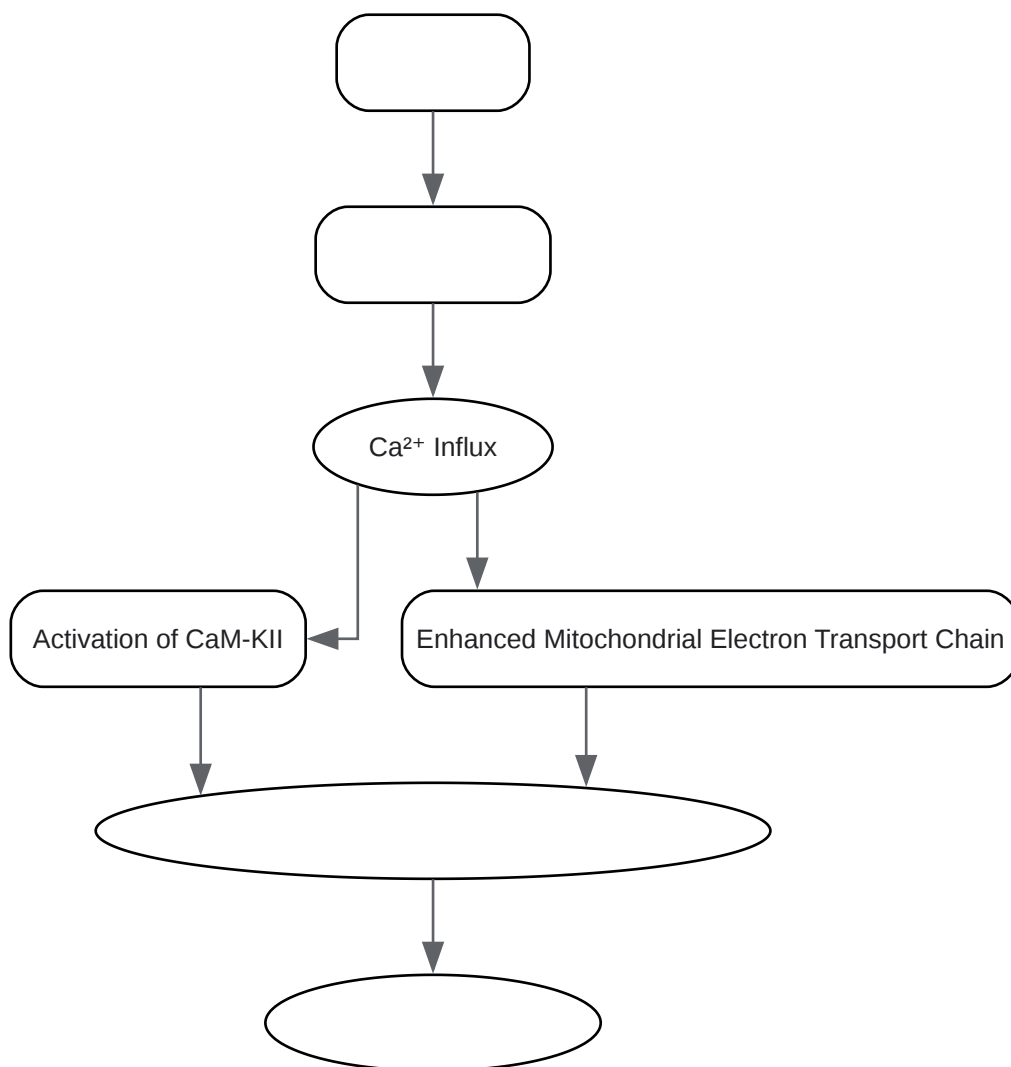 Ca²⁺ Influx
Activation of CaM-KII
Enhanced Mitochondrial Electron Transport Chain